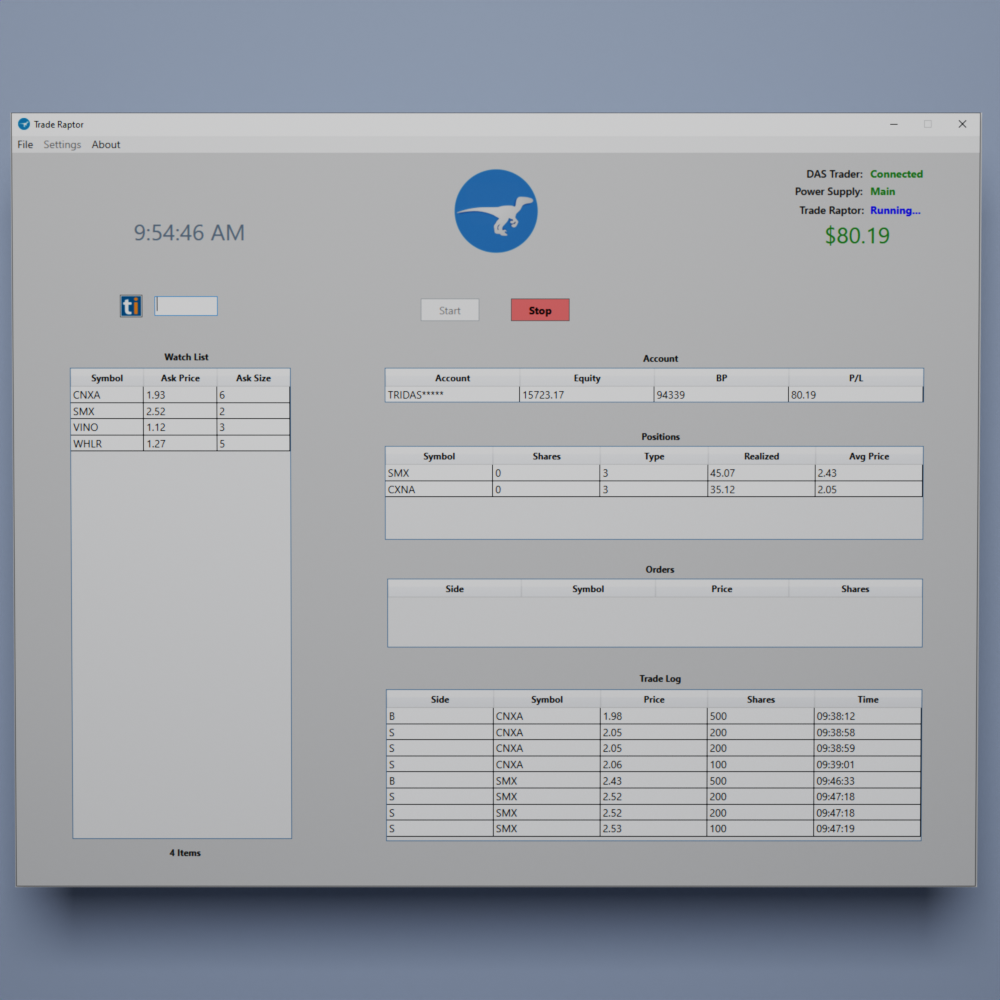 Trade Raptor
File Settings About
DAS Trader: Connected
Power Supply: Main
Trade Raptor: Running...
$80.19
9:54:46 AM
ti
Start Stop
Watch List
Symbol Ask Price Ask Size
CNXA 1.93 6
SMX 2.52 2
VINO 1.12 3
WHLR 1.27 5
4 Items
Account
Account Equity BP P/L
TRIDAS***** 15723.17 94339 80.19
Positions
Symbol Shares Type Realized Avg Price
SMX 0 3 45.07 2.43
CXNA 0 3 35.12 2.05
Orders
Side Symbol Price Shares
Trade Log
Side Symbol Price Shares Time
B CNXA 1.98 500 09:38:12
S CNXA 2.05 200 09:38:58
S CNXA 2.05 200 09:38:59
S CNXA 2.06 100 09:39:01
B SMX 2.43 500 09:46:33
S SMX 2.52 200 09:47:18
S SMX 2.52 200 09:47:18
S SMX 2.53 100 09:47:19